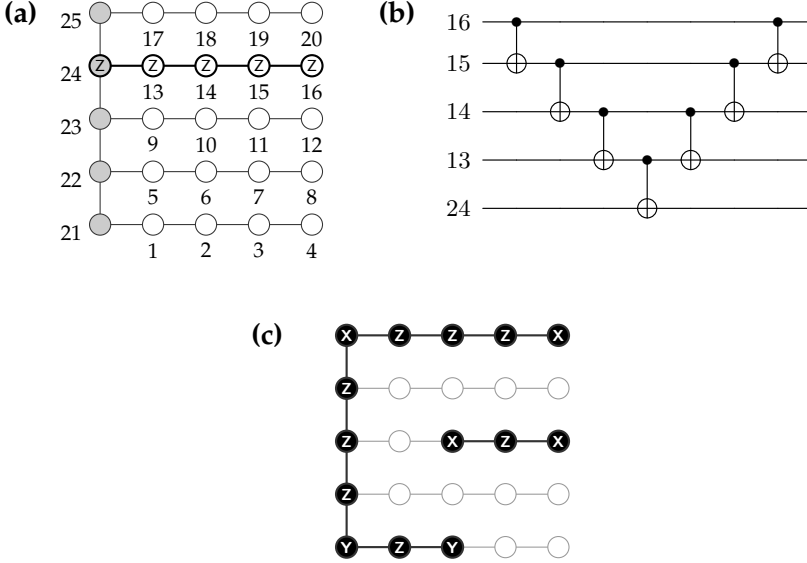 (a)
25
17 18 19 20
24 Z Z Z Z Z
13 14 15 16
23
9 10 11 12
22
5 6 7 8
21
1 2 3 4
(b)
16
15
14
13
24
(c)
X Z Z Z X
Z
Z X Z X
Z
Y Z Y